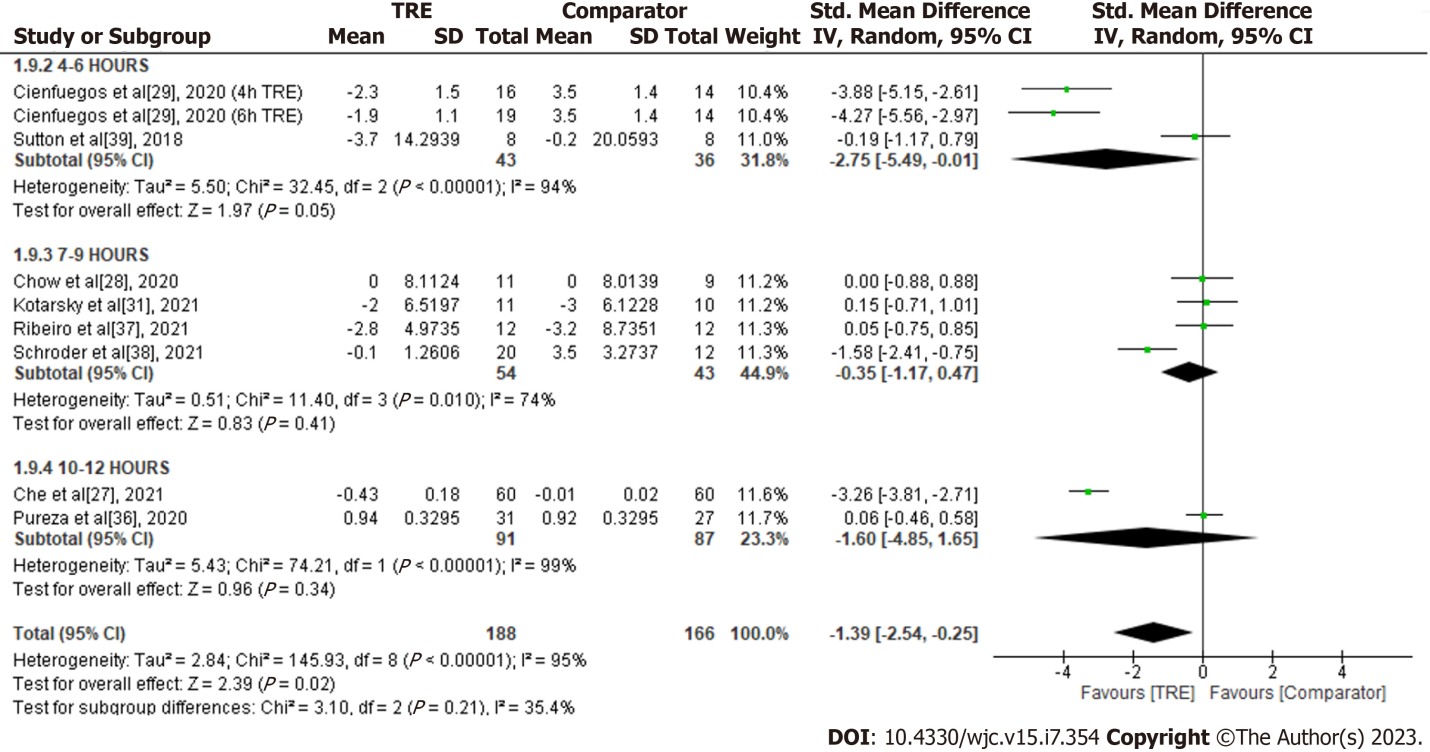 TRE Comparator Std. Mean Difference Std. Mean Difference
Study or Subgroup Mean SD Total Mean SD Total Weight IV, Random, 95% CI IV, Random, 95% CI
1.9.2 4-6 HOURS
Cienfuegos et al[29], 2020 (4h TRE) -2.3 1.5 16 3.5 1.4 14 10.4% -3.88 [-5.15, -2.61]
Cienfuegos et al[29], 2020 (6h TRE) -1.9 1.1 19 3.5 1.4 14 10.4% -4.27 [-5.56, -2.97]
Sutton et al[39], 2018 -3.7 14.2939 8 -0.2 20.0593 8 11.0% -0.19 [-1.17, 0.79]
Subtotal (95% CI) 43 36 31.8% -2.75 [-5.49, -0.01]
Heterogeneity: Tau² = 5.50; Chi² = 32.45, df = 2 (P < 0.00001); I² = 94%
Test for overall effect: Z = 1.97 (P = 0.05)
1.9.3 7-9 HOURS
Chow et al[28], 2020 0 8.1124 11 0 8.0139 9 11.2% 0.00 [-0.88, 0.88]
Kotarsky et al[31], 2021 -2 6.5197 11 -3 6.1228 10 11.2% 0.15 [-0.71, 1.01]
Ribeiro et al[37], 2021 -2.8 4.9735 12 -3.2 8.7351 12 11.3% 0.05 [-0.75, 0.85]
Schroder et al[38], 2021 -0.1 1.2606 20 3.5 3.2737 12 11.3% -1.58 [-2.41, -0.75]
Subtotal (95% CI) 54 43 44.9% -0.35 [-1.17, 0.47]
Heterogeneity: Tau² = 0.51; Chi² = 11.40, df = 3 (P = 0.010); I² = 74%
Test for overall effect: Z = 0.83 (P = 0.41)
1.9.4 10-12 HOURS
Che et al[27], 2021 -0.43 0.18 60 -0.01 0.02 60 11.6% -3.26 [-3.81, -2.71]
Pureza et al[36], 2020 0.94 0.3295 31 0.92 0.3295 27 11.7% 0.06 [-0.46, 0.58]
Subtotal (95% CI) 91 87 23.3% -1.60 [-4.85, 1.65]
Heterogeneity: Tau² = 5.43; Chi² = 74.21, df = 1 (P < 0.00001); I² = 99%
Test for overall effect: Z = 0.96 (P = 0.34)
Total (95% CI) 188 166 100.0% -1.39 [-2.54, -0.25]
Heterogeneity: Tau² = 2.84; Chi² = 145.93, df = 8 (P < 0.00001); I² = 95%
Test for overall effect: Z = 2.39 (P = 0.02)
Test for subgroup differences: Chi² = 3.10, df = 2 (P = 0.21), I² = 35.4%
-4 -2 0 2 4
Favours [TRE] Favours [Comparator]
DOI: 10.4330/wjc.v15.i7.354 Copyright ©The Author(s) 2023.